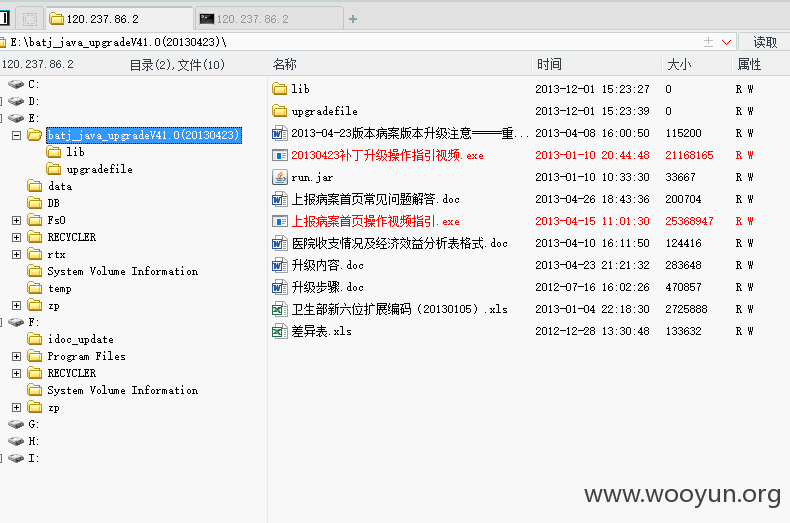 120.237.86.2 120.237.86.2
E:\batj_java_upgradeV41.0(20130423)\ 读取
120.237.86.2 目录(2),文件(10) 名称 时间 大小 属性
C:
D:
E:
batj_java_upgradeV41.0(20130423)
lib
upgradefile
data
DB
FsO
RECYCLER
rtx
System Volume Information
temp
zp
F:
idoc_update
Program Files
RECYCLER
System Volume Information
zp
G:
H:
I:
lib 2013-12-01 15:23:27 0 R W
upgradefile 2013-12-01 15:23:39 0 R W
2013-04-23版本病案版本升级注意====重... 2013-04-08 16:00:50 115200 R W
20130423补丁升级操作指引视频.exe 2013-01-10 20:44:48 21168165 R W
run.jar 2013-01-10 10:33:30 33667 R W
上报病案首页常见问题解答.doc 2013-04-26 18:43:36 200704 R W
上报病案首页操作视频指引.exe 2013-04-15 11:01:30 25368947 R W
医院收支情况及经济效益分析表格式.doc 2013-04-10 16:11:50 124416 R W
升级内容.doc 2013-04-23 21:21:32 283648 R W
升级步骤.doc 2012-07-16 16:02:26 470857 R W
卫生部新六位扩展编码（20130105）.xls 2013-01-04 22:18:30 2725888 R W
差异表.xls 2012-12-28 13:30:48 133632 R W
www.wooyun.org